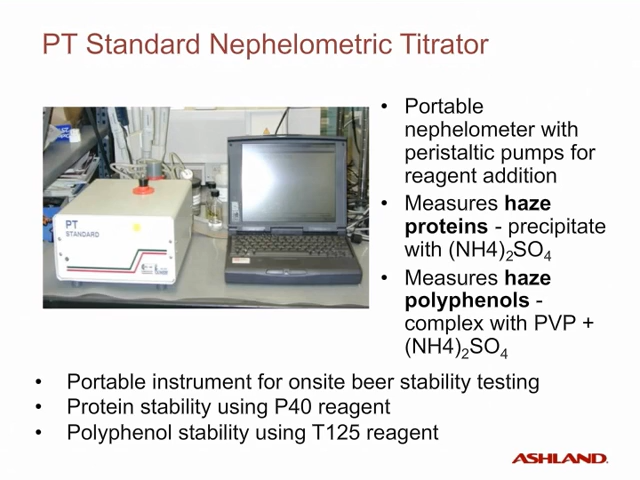 PT Standard Nephelometric Titrator
• Portable
nephelometer with
peristaltic pumps for
reagent addition
• Measures haze
proteins - precipitate
with (NH4)2SO4
• Measures haze
polyphenols -
complex with PVP +
(NH4)2SO4
PT
STANDARD
• Portable instrument for onsite beer stability testing
• Protein stability using P40 reagent
• Polyphenol stability using T125 reagent
ASHLAND